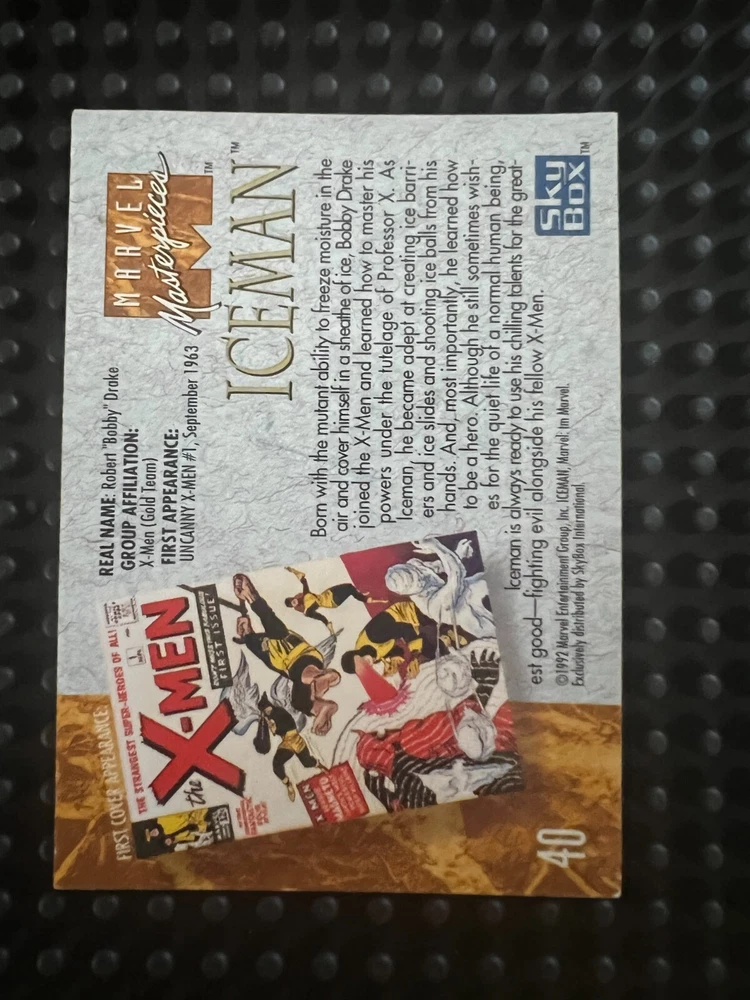 MARVEL
Masterpieces™
REAL NAME: Robert "Bobby" Drake
GROUP AFFILIATION:
X-Men (Gold Team)
FIRST APPEARANCE:
UNCANNY X-MEN #1, September 1963
ICEMAN™
FIRST COVER APPEARANCE:
THE STRANGEST SUPER-HEROES OF ALL!
the X-MEN
1
FIRST ISSUE!
X-MEN
Born with the mutant ability to freeze moisture in the
air and cover himself in a sheathe of ice, Bobby Drake
joined the X-Men and learned how to master his
powers under the tutelage of Professor X. As
Iceman, he became adept at creating ice barri-
ers and ice slides and shooting ice balls from his
hands. And, most importantly, he learned how
to be a hero. Although he still sometimes wish-
es for the quiet life of a normal human being,
Iceman is always ready to use his chilling talents for the great-
est good—fighting evil alongside his fellow X-Men.
©1992 Marvel Entertainment Group, Inc. ICEMAN, Marvel: tm Marvel.
Exclusively distributed by SkyBox International.
40
SkyBox™